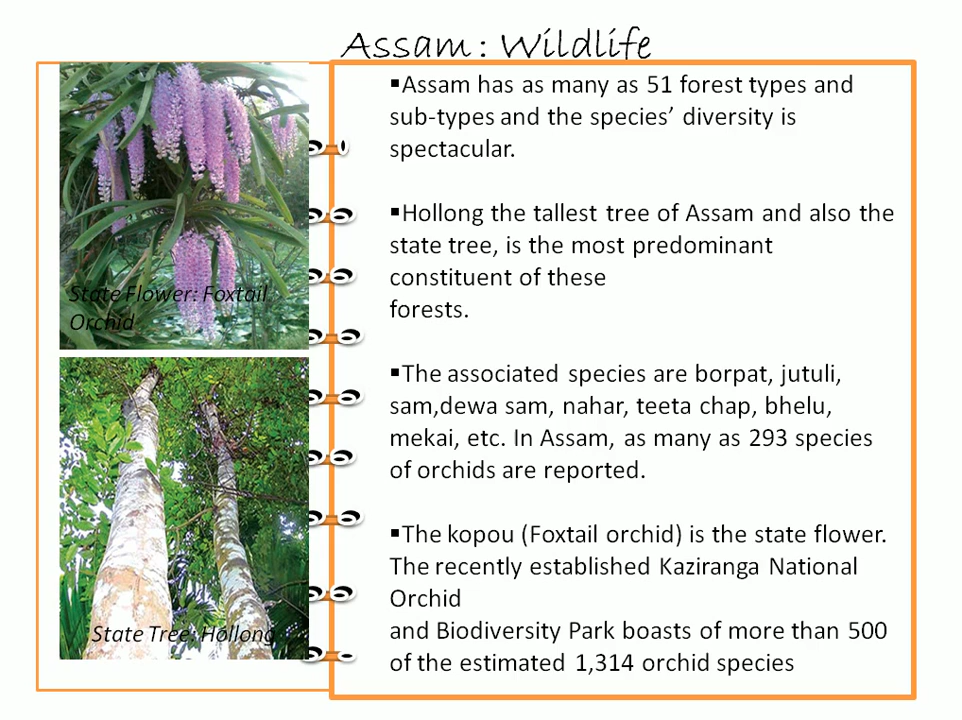 Assam : Wildlife
State Flower: Foxtail
Orchid
State Tree: Hollong
▪Assam has as many as 51 forest types and
sub-types and the species’ diversity is
spectacular.
▪Hollong the tallest tree of Assam and also the
state tree, is the most predominant
constituent of these
forests.
▪The associated species are borpat, jutuli,
sam,dewa sam, nahar, teeta chap, bhelu,
mekai, etc. In Assam, as many as 293 species
of orchids are reported.
▪The kopou (Foxtail orchid) is the state flower.
The recently established Kaziranga National
Orchid
and Biodiversity Park boasts of more than 500
of the estimated 1,314 orchid species